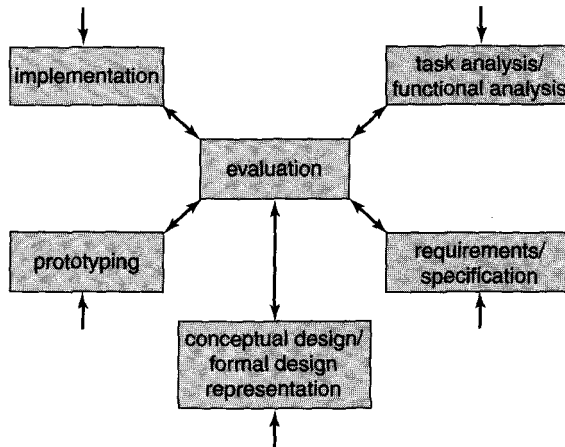 implementation
task analysis/
functional analysis
evaluation
prototyping
requirements/
specification
conceptual design/
formal design
representation